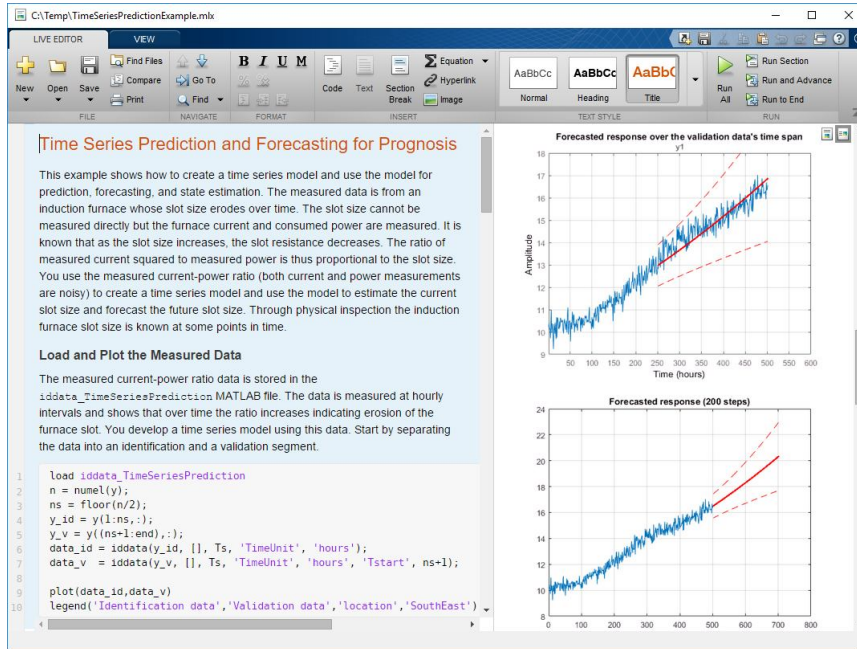 C:\Temp\TimeSeriesPredictionExample.mlx
LIVE EDITOR VIEW
New Open Save Find Files Compare Print
FILE
Go To Find
NAVIGATE
B I U M
FORMAT
Code Text Section Break Equation Hyperlink Image
INSERT
AaBbCc Normal AaBbCc Heading AaBb( Title
TEXT STYLE
Run All Run Section Run and Advance Run to End
RUN
Time Series Prediction and Forecasting for Prognosis
This example shows how to create a time series model and use the model for
prediction, forecasting, and state estimation. The measured data is from an
induction furnace whose slot size erodes over time. The slot size cannot be
measured directly but the furnace current and consumed power are measured. It is
known that as the slot size increases, the slot resistance decreases. The ratio of
measured current squared to measured power is thus proportional to the slot size.
You use the measured current-power ratio (both current and power measurements
are noisy) to create a time series model and use the model to estimate the current
slot size and forecast the future slot size. Through physical inspection the induction
furnace slot size is known at some points in time.
Load and Plot the Measured Data
The measured current-power ratio data is stored in the
iddata_TimeSeriesPrediction MATLAB file. The data is measured at hourly
intervals and shows that over time the ratio increases indicating erosion of the
furnace slot. You develop a time series model using this data. Start by separating
the data into an identification and a validation segment.
1 load iddata_TimeSeriesPrediction
2 n = numel(y);
3 ns = floor(n/2);
4 y_id = y(1:ns,:);
5 y_v = y((ns+1:end),:);
6 data_id = iddata(y_id, [], Ts, 'TimeUnit', 'hours');
7 data_v = iddata(y_v, [], Ts, 'TimeUnit', 'hours', 'Tstart', ns+1);
8
9 plot(data_id,data_v)
10 legend('Identification data','Validation data','location','SouthEast')
Forecasted response over the validation data's time span
y1
18
17
16
15
14
13
12
11
10
9
Amplitude
50 100 150 200 250 300 350 400 450 500 550 600
Time (hours)
Forecasted response (200 steps)
24
22
20
18
16
14
12
10
8
0 100 200 300 400 500 600 700 800